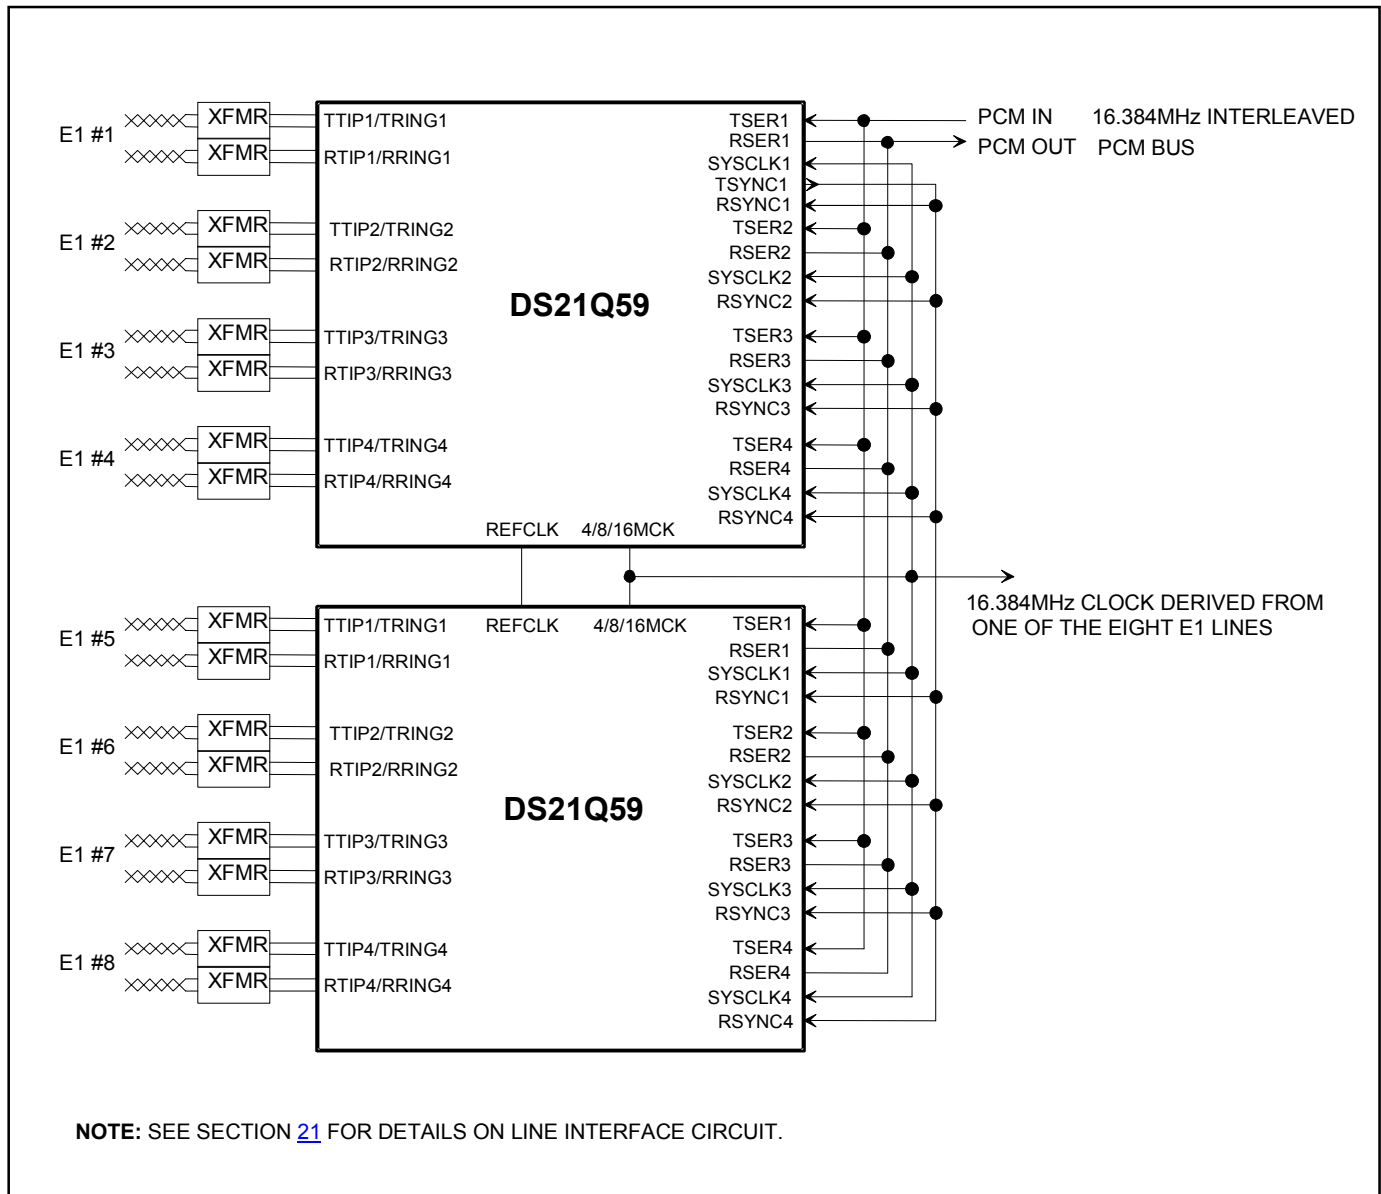 E1 #1
XFMR
XFMR
TTIP1/TRING1
RTIP1/RRING1
E1 #2
XFMR
XFMR
TTIP2/TRING2
RTIP2/RRING2
E1 #3
XFMR
XFMR
TTIP3/TRING3
RTIP3/RRING3
E1 #4
XFMR
XFMR
TTIP4/TRING4
RTIP4/RRING4
DS21Q59
REFCLK
4/8/16MCK
TSER1
RSER1
SYSCLK1
TSYNC1
RSYNC1
TSER2
RSER2
SYSCLK2
RSYNC2
TSER3
RSER3
SYSCLK3
RSYNC3
TSER4
RSER4
SYSCLK4
RSYNC4
PCM IN 16.384MHz INTERLEAVED
PCM OUT PCM BUS
16.384MHz CLOCK DERIVED FROM
ONE OF THE EIGHT E1 LINES
E1 #5
XFMR
XFMR
TTIP1/TRING1
RTIP1/RRING1
E1 #6
XFMR
XFMR
TTIP2/TRING2
RTIP2/RRING2
E1 #7
XFMR
XFMR
TTIP3/TRING3
RTIP3/RRING3
E1 #8
XFMR
XFMR
TTIP4/TRING4
RTIP4/RRING4
REFCLK
4/8/16MCK
DS21Q59
TSER1
RSER1
SYSCLK1
RSYNC1
TSER2
RSER2
SYSCLK2
RSYNC2
TSER3
RSER3
SYSCLK3
RSYNC3
TSER4
RSER4
SYSCLK4
RSYNC4
NOTE: SEE SECTION 21 FOR DETAILS ON LINE INTERFACE CIRCUIT.